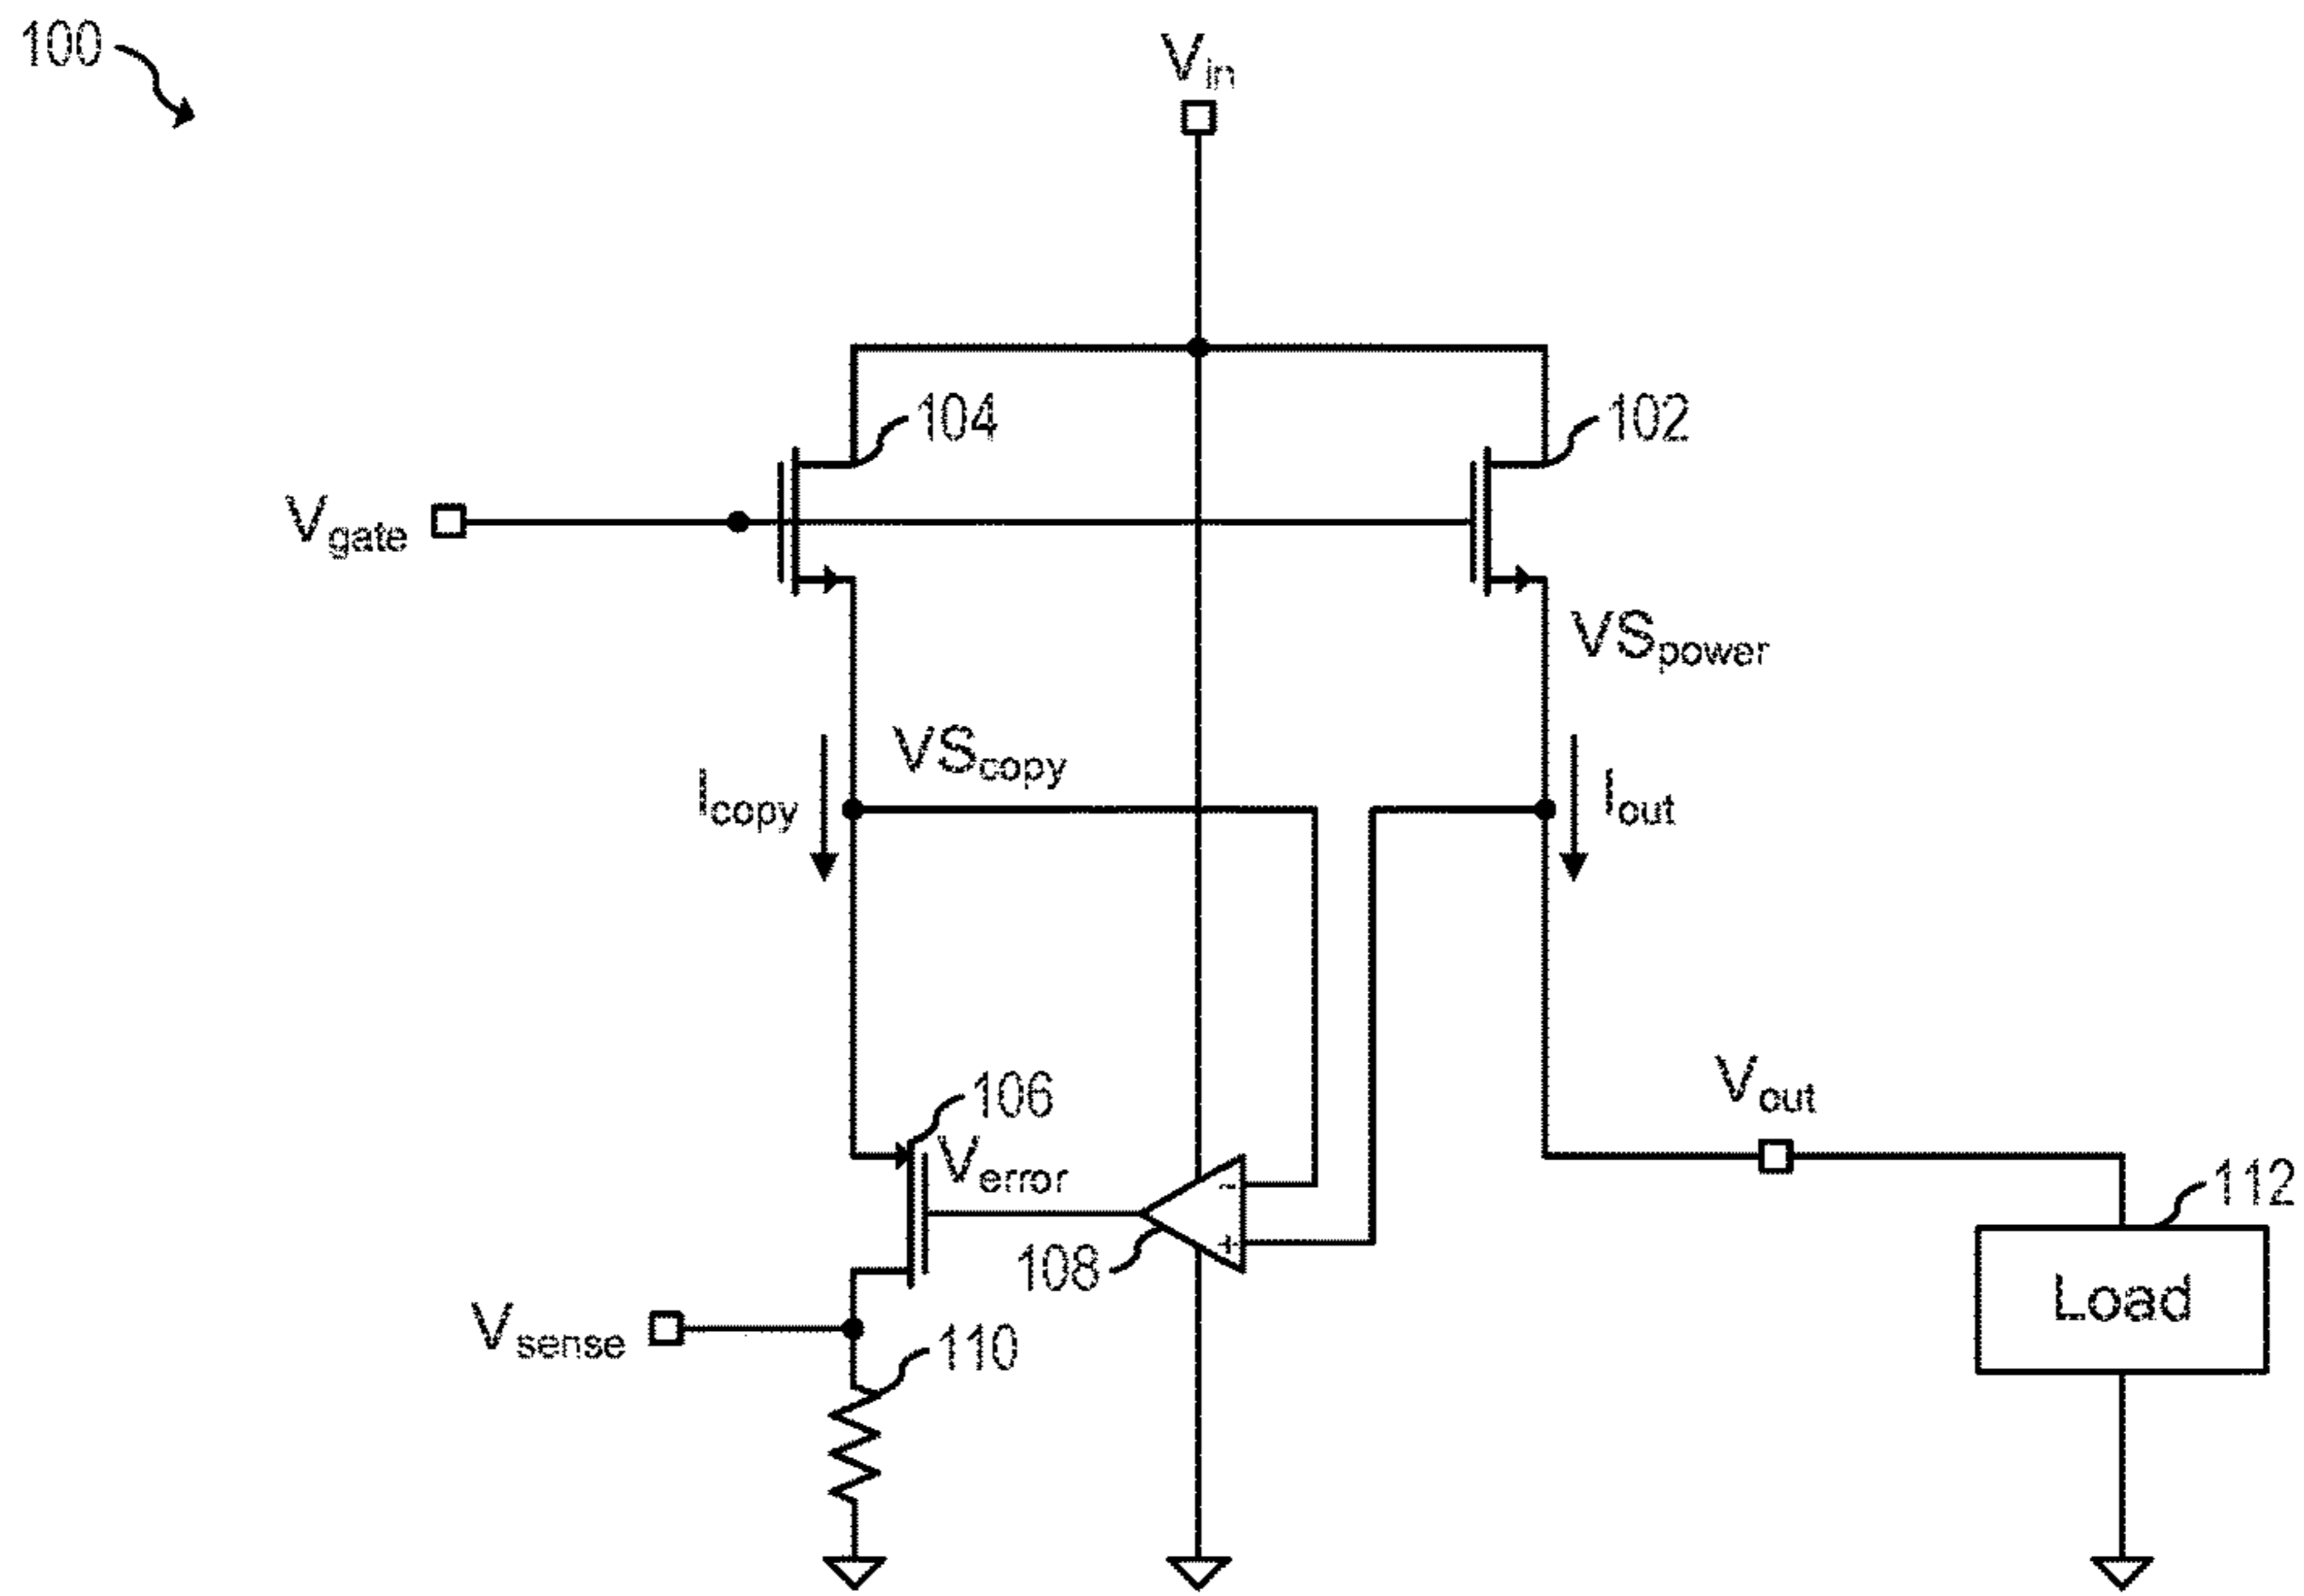 100
Vin
104
102
Vgate
VSpower
VScopy
Icopy
Iout
106
Verror
Vout
-
+
108
112
Load
Vsense
110